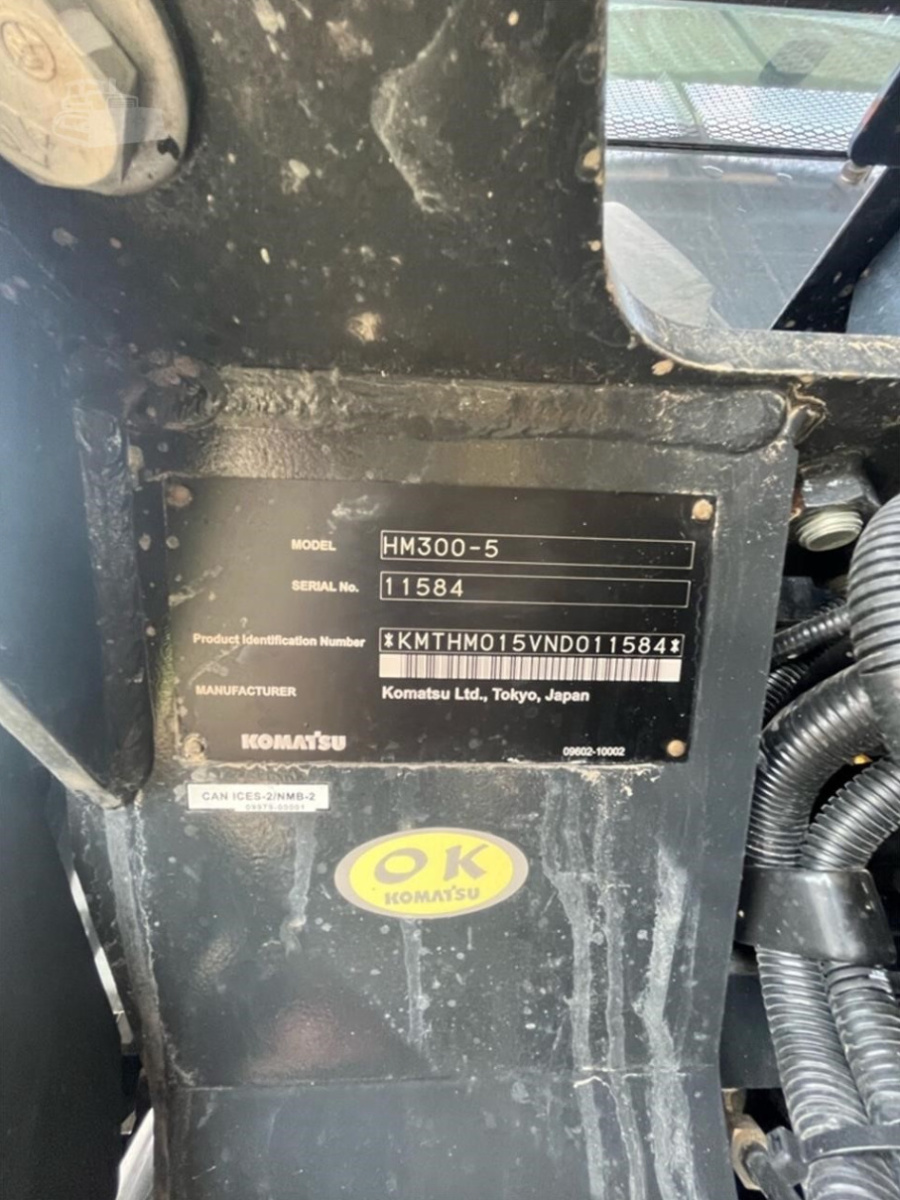 MODEL HM300-5
SERIAL No. 11584
Product Identification Number *KMTHM015VND011584*
MANUFACTURER Komatsu Ltd., Tokyo, Japan
KOMATSU 09602-10002
CAN ICES-2/NMB-2
OK
KOMATSU